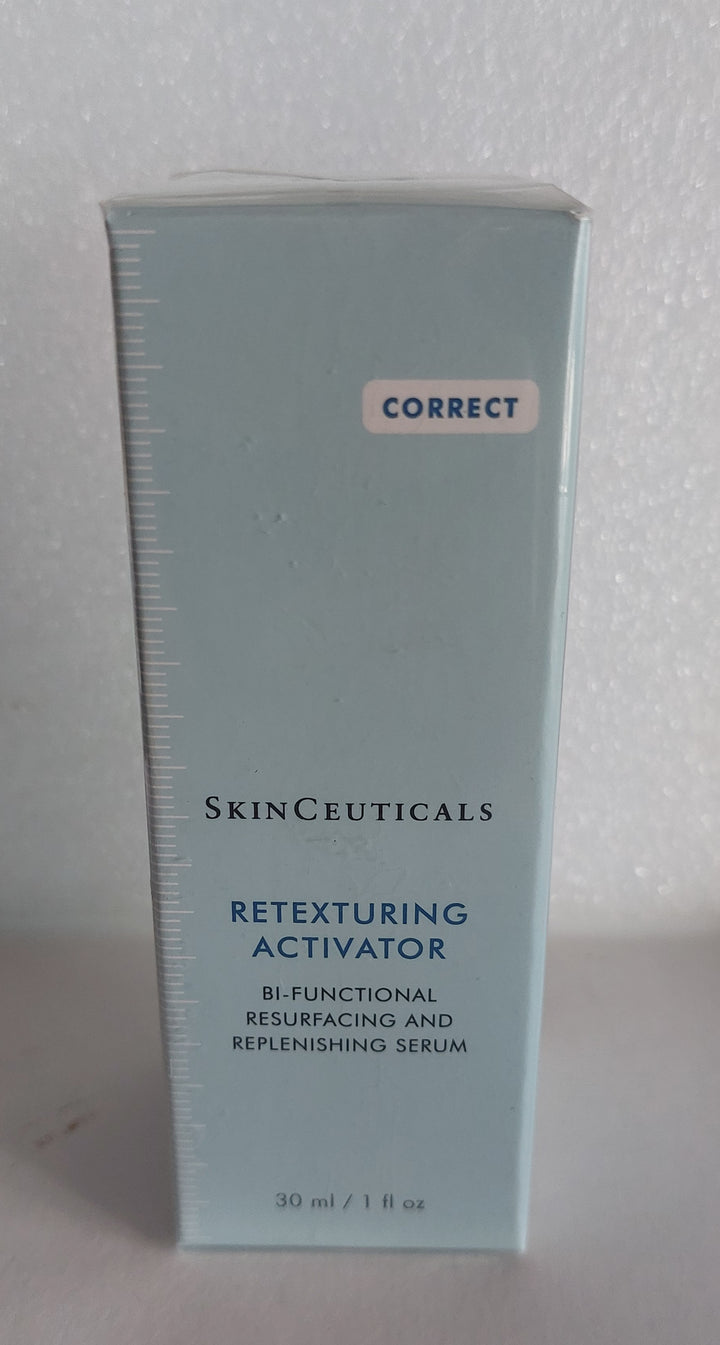 CORRECT
SKINCEUTICALS
RETEXTURING
ACTIVATOR
BI-FUNCTIONAL
RESURFACING AND
REPLENISHING SERUM
30 ml / 1 fl oz